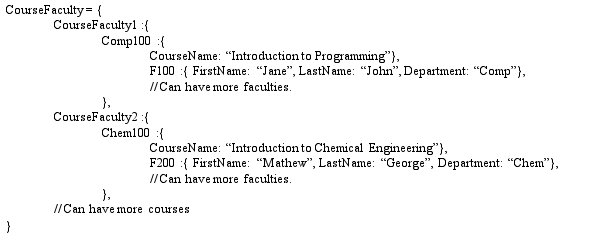 CourseFaculty = {
CourseFaculty1 :{
Comp100 :{
CourseName: “Introduction to Programming”},
F100 :{ FirstName: “Jane”, LastName: “John”, Department: “Comp”},
//Can have more faculties.
},
CourseFaculty2 :{
Chem100 :{
CourseName: “Introduction to Chemical Engineering”},
F200 :{ FirstName: “Mathew”, LastName: “George”, Department: “Chem”},
//Can have more faculties.
},
//Can have more courses
}